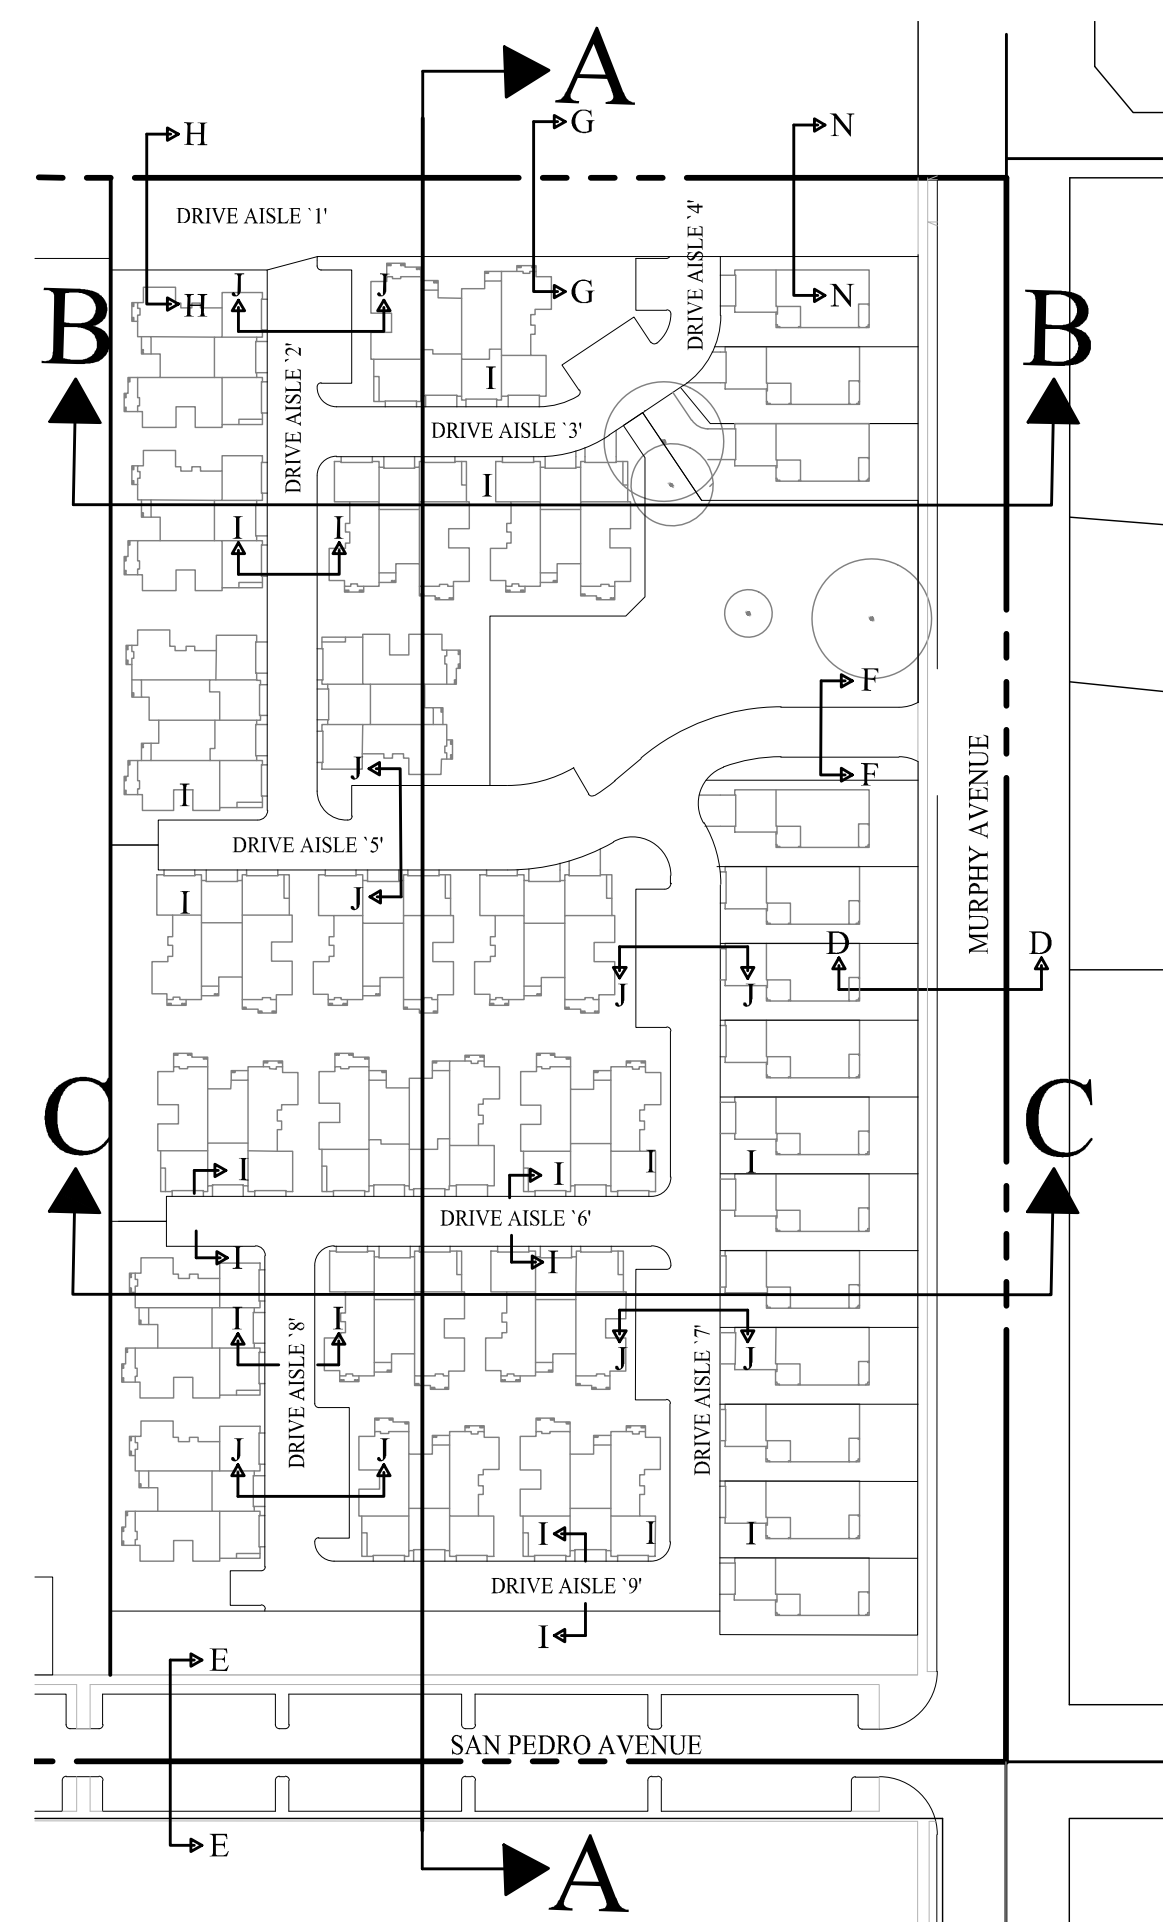 A
H
G
N
DRIVE AISLE `1'
DRIVE AISLE `4'
H
J
J
G
N
B
B
DRIVE AISLE `2'
I
DRIVE AISLE `3'
I
I
I
F
J
F
I
MURPHY AVENUE
DRIVE AISLE `5'
I
J
D
D
J
J
C
C
I
I
I
I
DRIVE AISLE `6'
I
I
I
I
DRIVE AISLE `8'
DRIVE AISLE `7'
J
J
J
J
I
I
I
DRIVE AISLE `9'
I
E
SAN PEDRO AVENUE
E
A